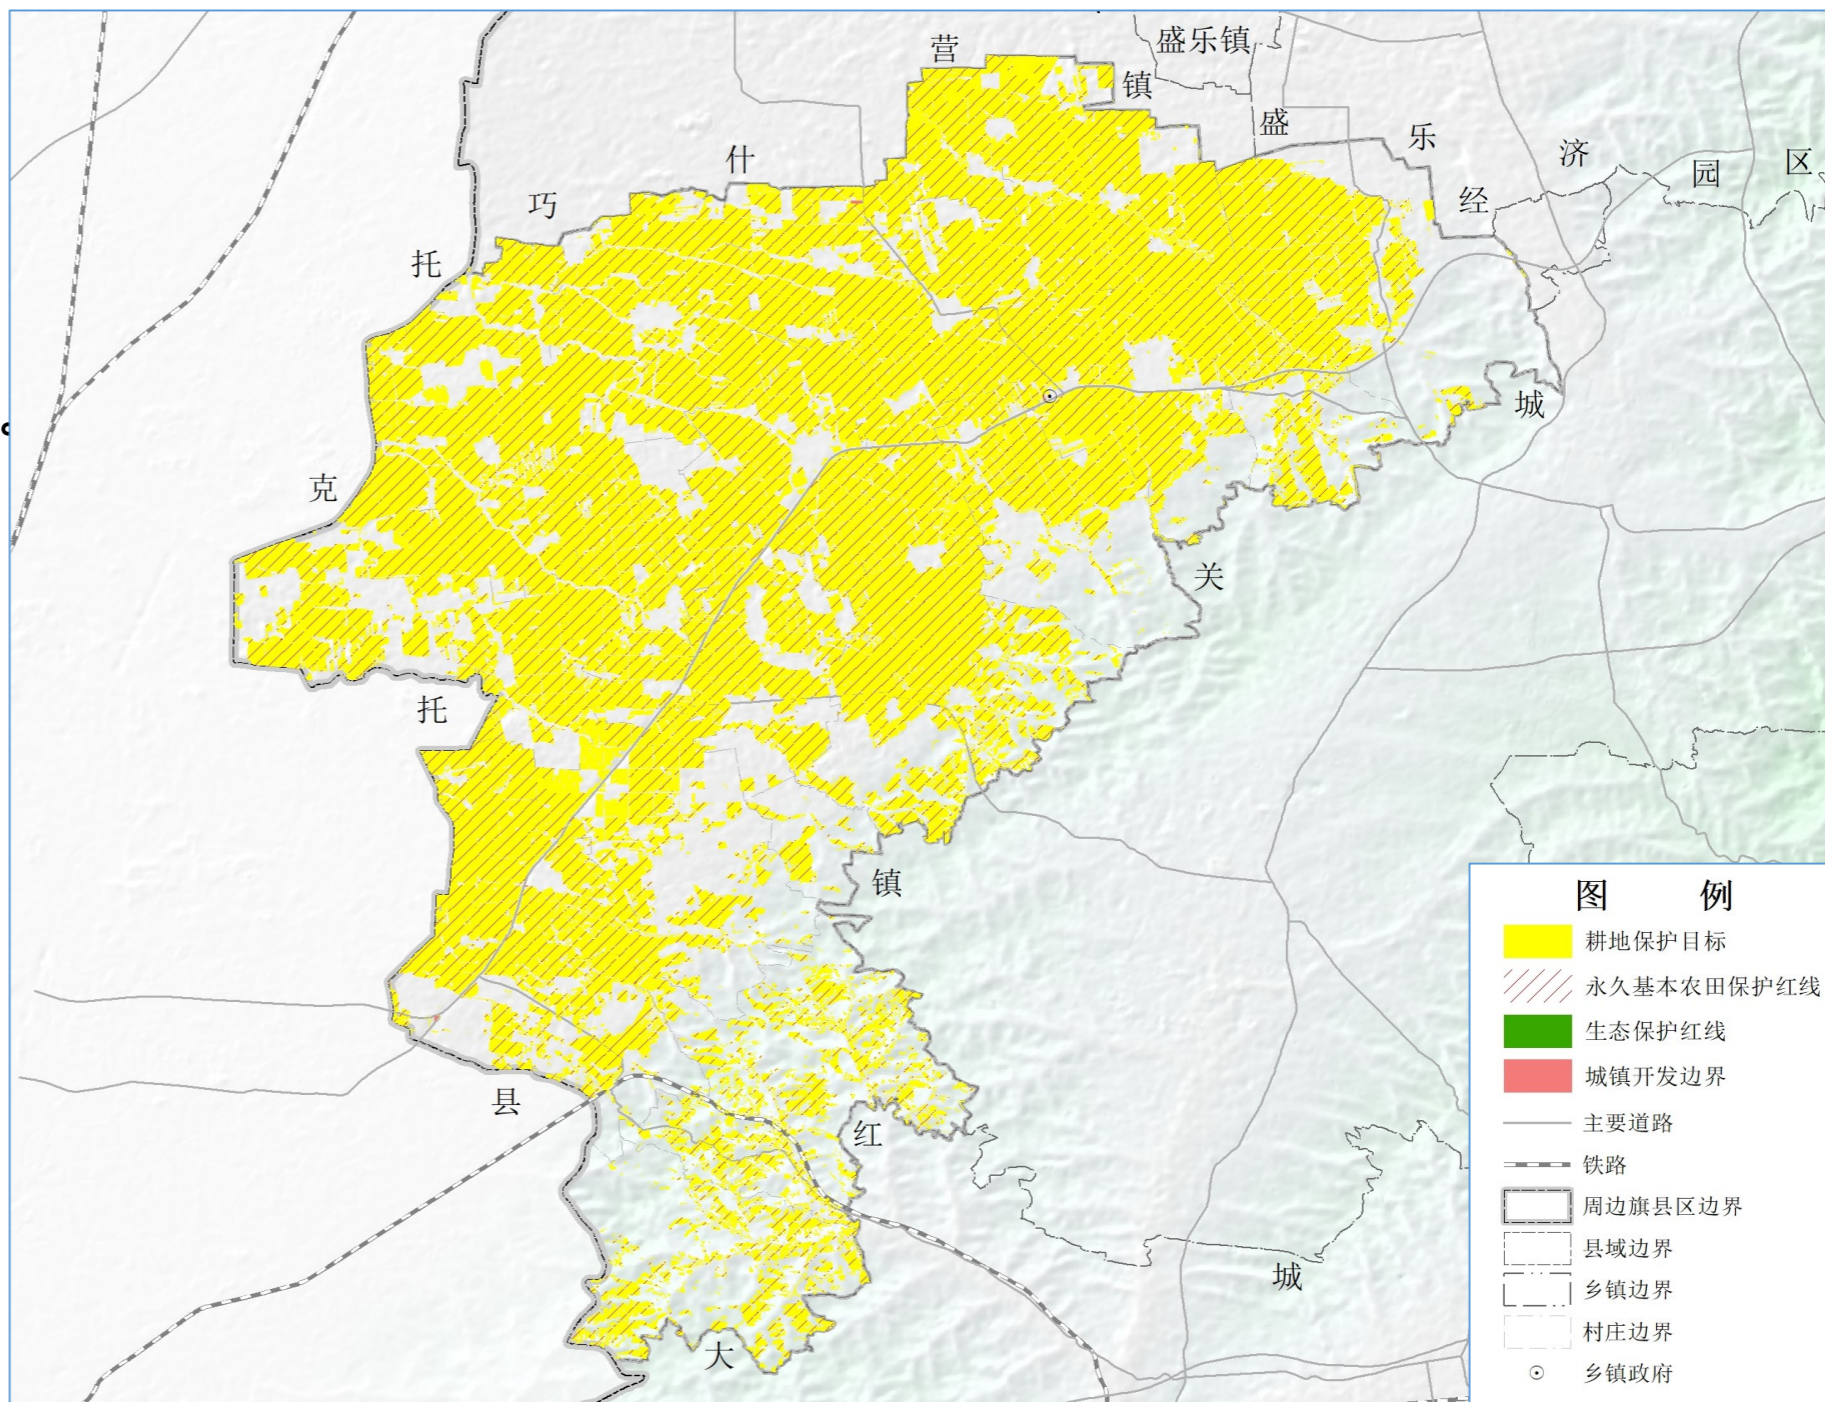 营
盛乐镇
镇
盛
乐
济
园
区
什
经
巧
托
城
克
关
托
镇
县
红
城
大
图 例
耕地保护目标
永久基本农田保护红线
生态保护红线
城镇开发边界
主要道路
铁路
周边旗县区边界
县域边界
乡镇边界
村庄边界
乡镇政府